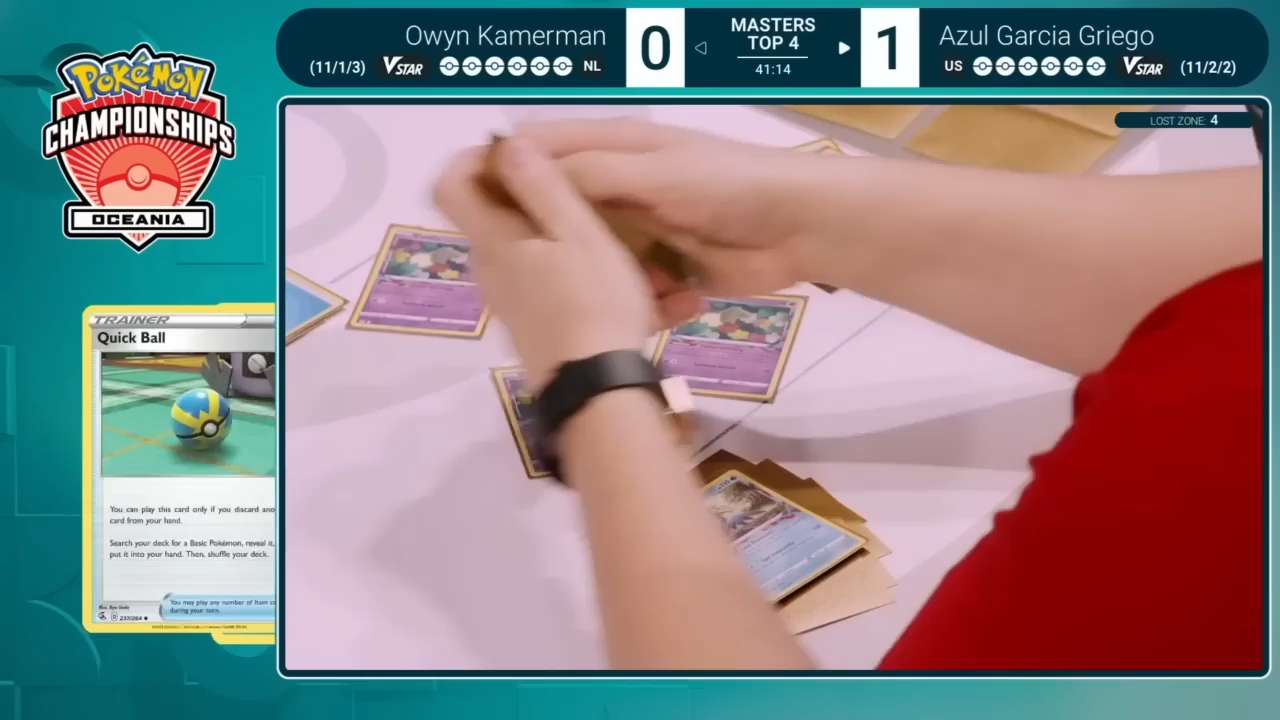 Owyn Kamerman
(11/1/3) VSTAR NL
0
MASTERS
TOP 4
41:14
1
Azul Garcia Griego
US VSTAR (11/2/2)
Pokémon
CHAMPIONSHIPS
OCEANIA
LOST ZONE: 4
TRAINER
Quick Ball
You can play this card only if you discard
card from your hand.
Search your deck for a Basic Pokémon, reveal it,
put it into your hand. Then, shuffle your deck.
You may play any number of Item
during your turn.
237/264